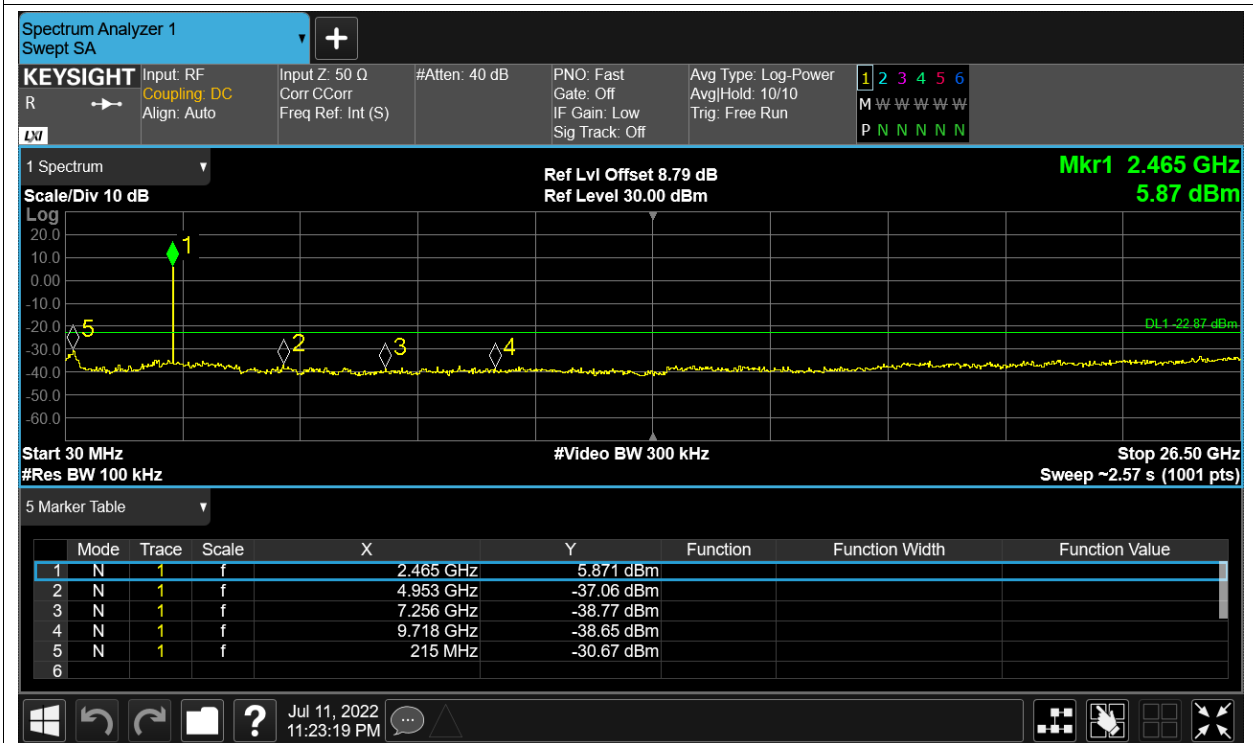 Spectrum Analyzer 1
Swept SA
+
KEYSIGHT Input: RF Input Z: 50 Ω #Atten: 40 dB PNO: Fast Avg Type: Log-Power 1 2 3 4 5 6
R Coupling: DC Corr CCorr Gate: Off Avg|Hold: 10/10 M W W W W W
Align: Auto Freq Ref: Int (S) IF Gain: Low Trig: Free Run
LXI Sig Track: Off P N N N N N
1 Spectrum Ref Lvl Offset 8.79 dB Mkr1 2.465 GHz
Scale/Div 10 dB Ref Level 30.00 dBm 5.87 dBm
Log
20.0
1
10.0
0.00
-10.0
-20.0 5 DL1 -22.87 dBm
-30.0 2 3 4
-40.0
-50.0
-60.0
Start 30 MHz #Video BW 300 kHz Stop 26.50 GHz
#Res BW 100 kHz Sweep ~2.57 s (1001 pts)
5 Marker Table
Mode Trace Scale X Y Function Function Width Function Value
1 N 1 f 2.465 GHz 5.871 dBm
2 N 1 f 4.953 GHz -37.06 dBm
3 N 1 f 7.256 GHz -38.77 dBm
4 N 1 f 9.718 GHz -38.65 dBm
5 N 1 f 215 MHz -30.67 dBm
6
? Jul 11, 2022
11:23:19 PM